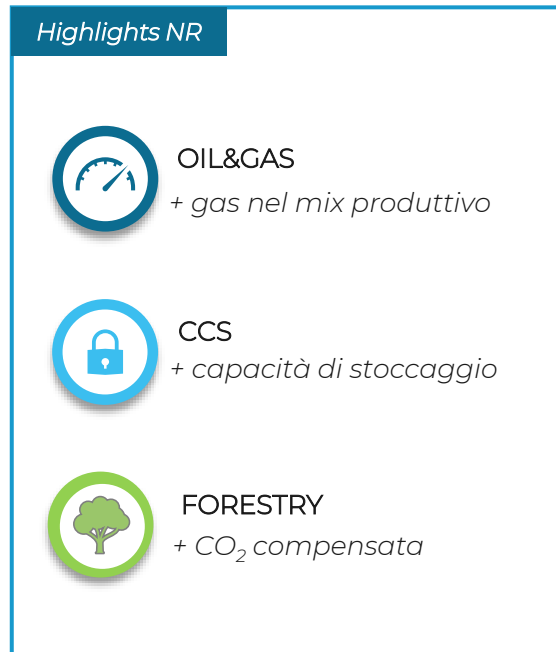 Highlights NR
OIL&GAS
+ gas nel mix produttivo
CCS
+ capacità di stoccaggio
FORESTRY
+ CO₂ compensata